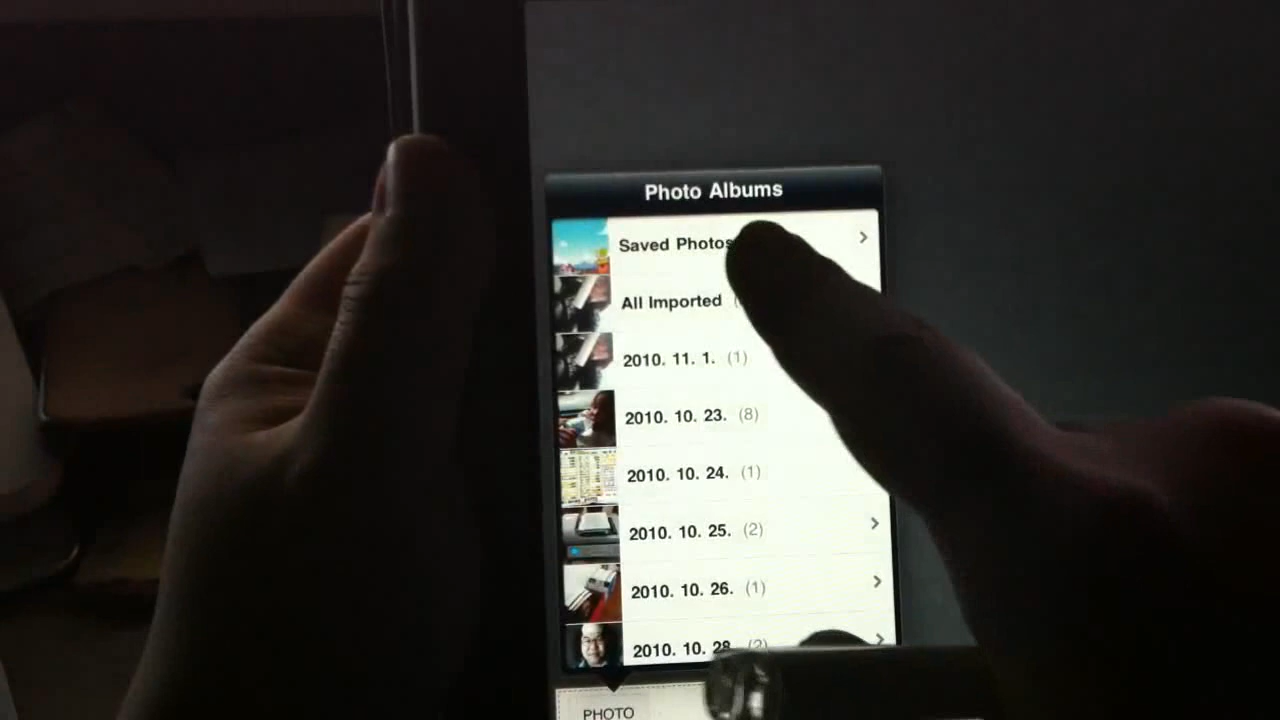 Photo Albums
Saved Photos
All Imported
2010. 11. 1. (1)
2010. 10. 23. (8)
2010. 10. 24. (1)
2010. 10. 25. (2)
2010. 10. 26. (1)
2010. 10. 28. (2)
PHOTO